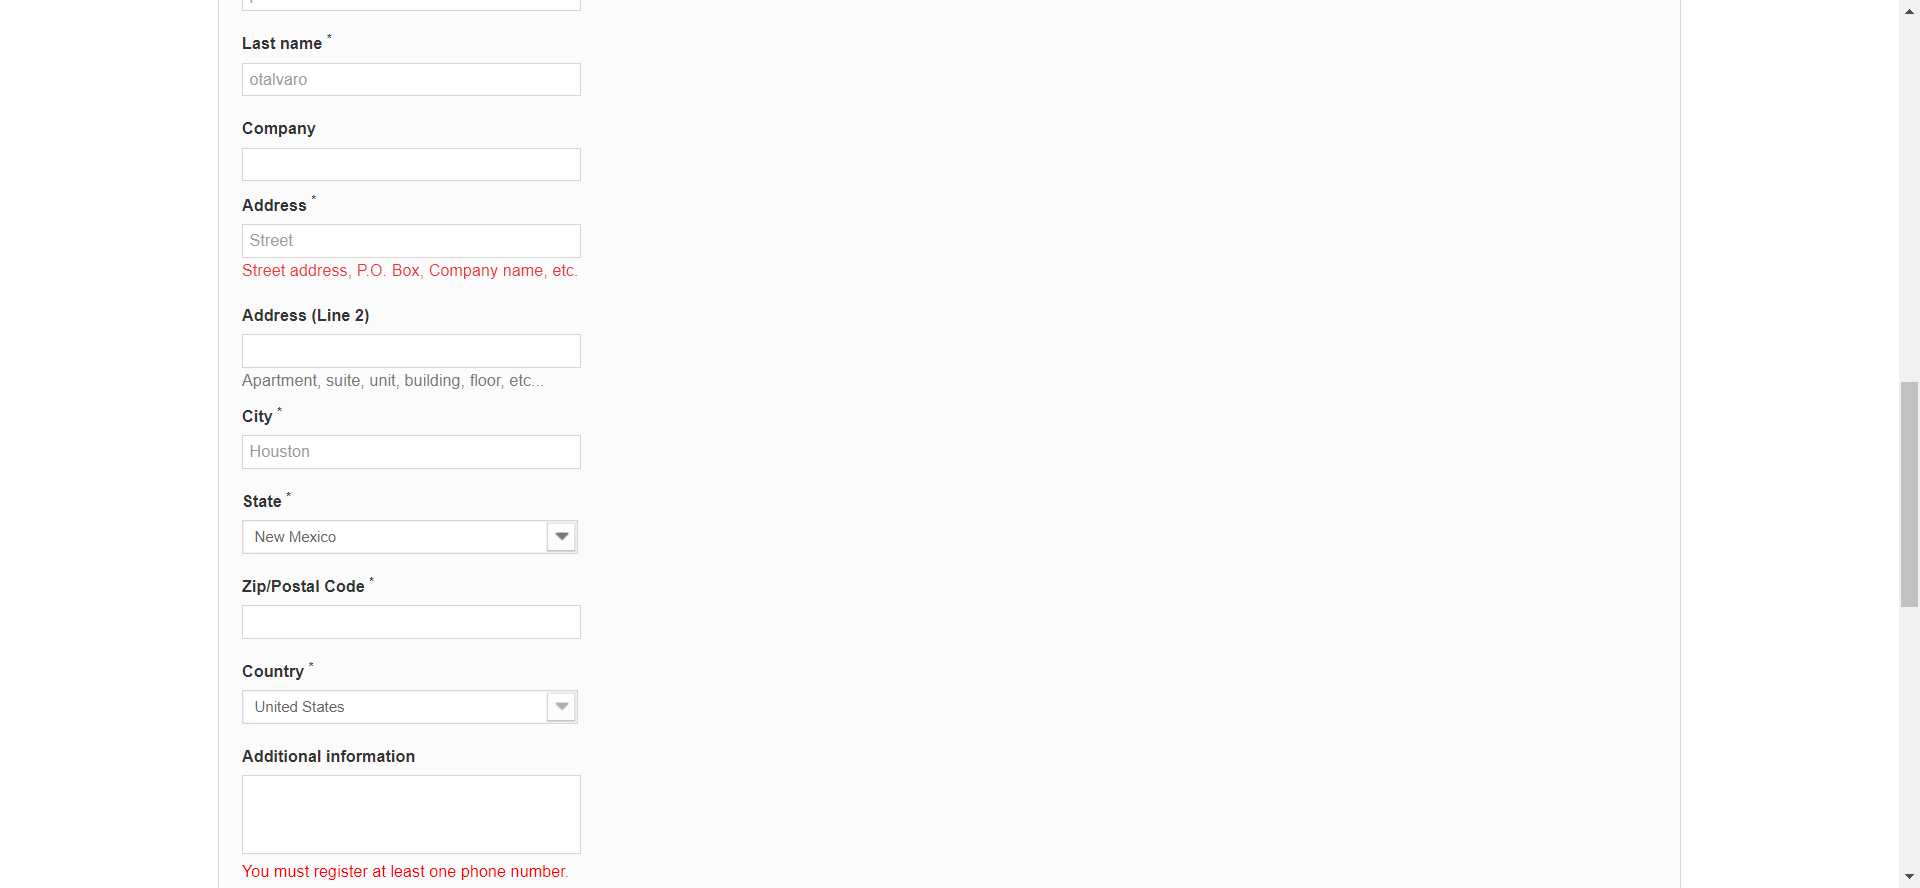 Last name *
otalvaro
Company
Address *
Street
Street address, P.O. Box, Company name, etc.
Address (Line 2)
Apartment, suite, unit, building, floor, etc...
City *
Houston
State *
New Mexico
Zip/Postal Code *
Country *
United States
Additional information
You must register at least one phone number.